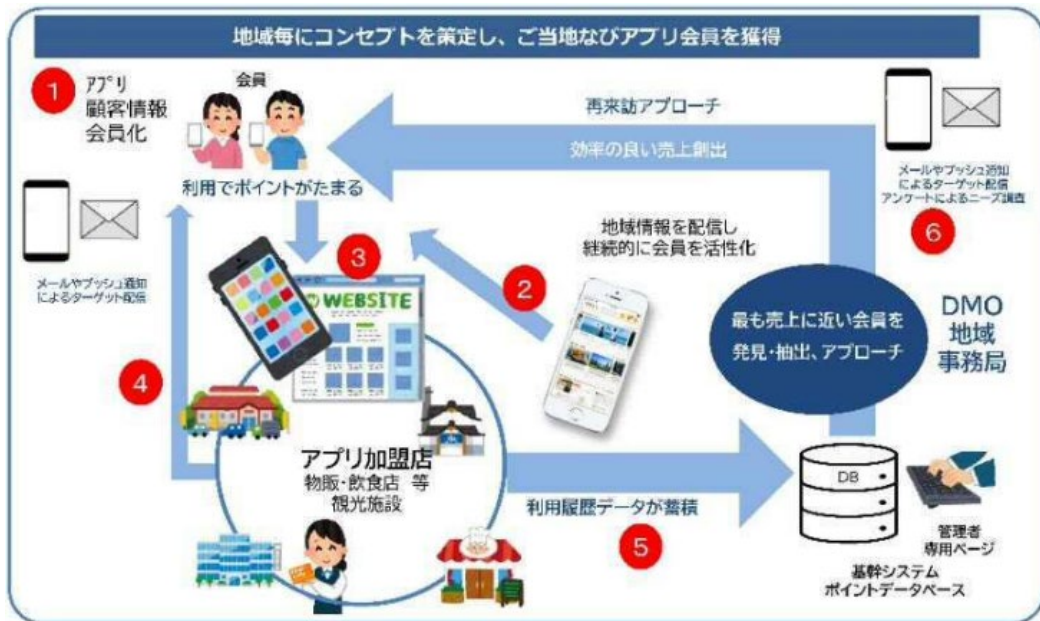 地域毎にコンセプトを策定し、ご当地なびアプリ会員を獲得
1
アプリ
顧客情報
会員化
会員
利用でポイントがたまる
再来訪アプローチ
効率の良い売上創出
メールやプッシュ通知
によるターゲット配信
アンケートによるニーズ調査
6
メールやプッシュ通知
によるターゲット配信
地域情報を配信し
継続的に会員を活性化
2
3
WEBSITE
最も売上に近い会員を
発見・抽出、アプローチ
DMO
地域
事務局
4
アプリ加盟店
物販・飲食店 等
観光施設
利用履歴データが蓄積
5
DB
管理者
専用ページ
基幹システム
ポイントデータベース